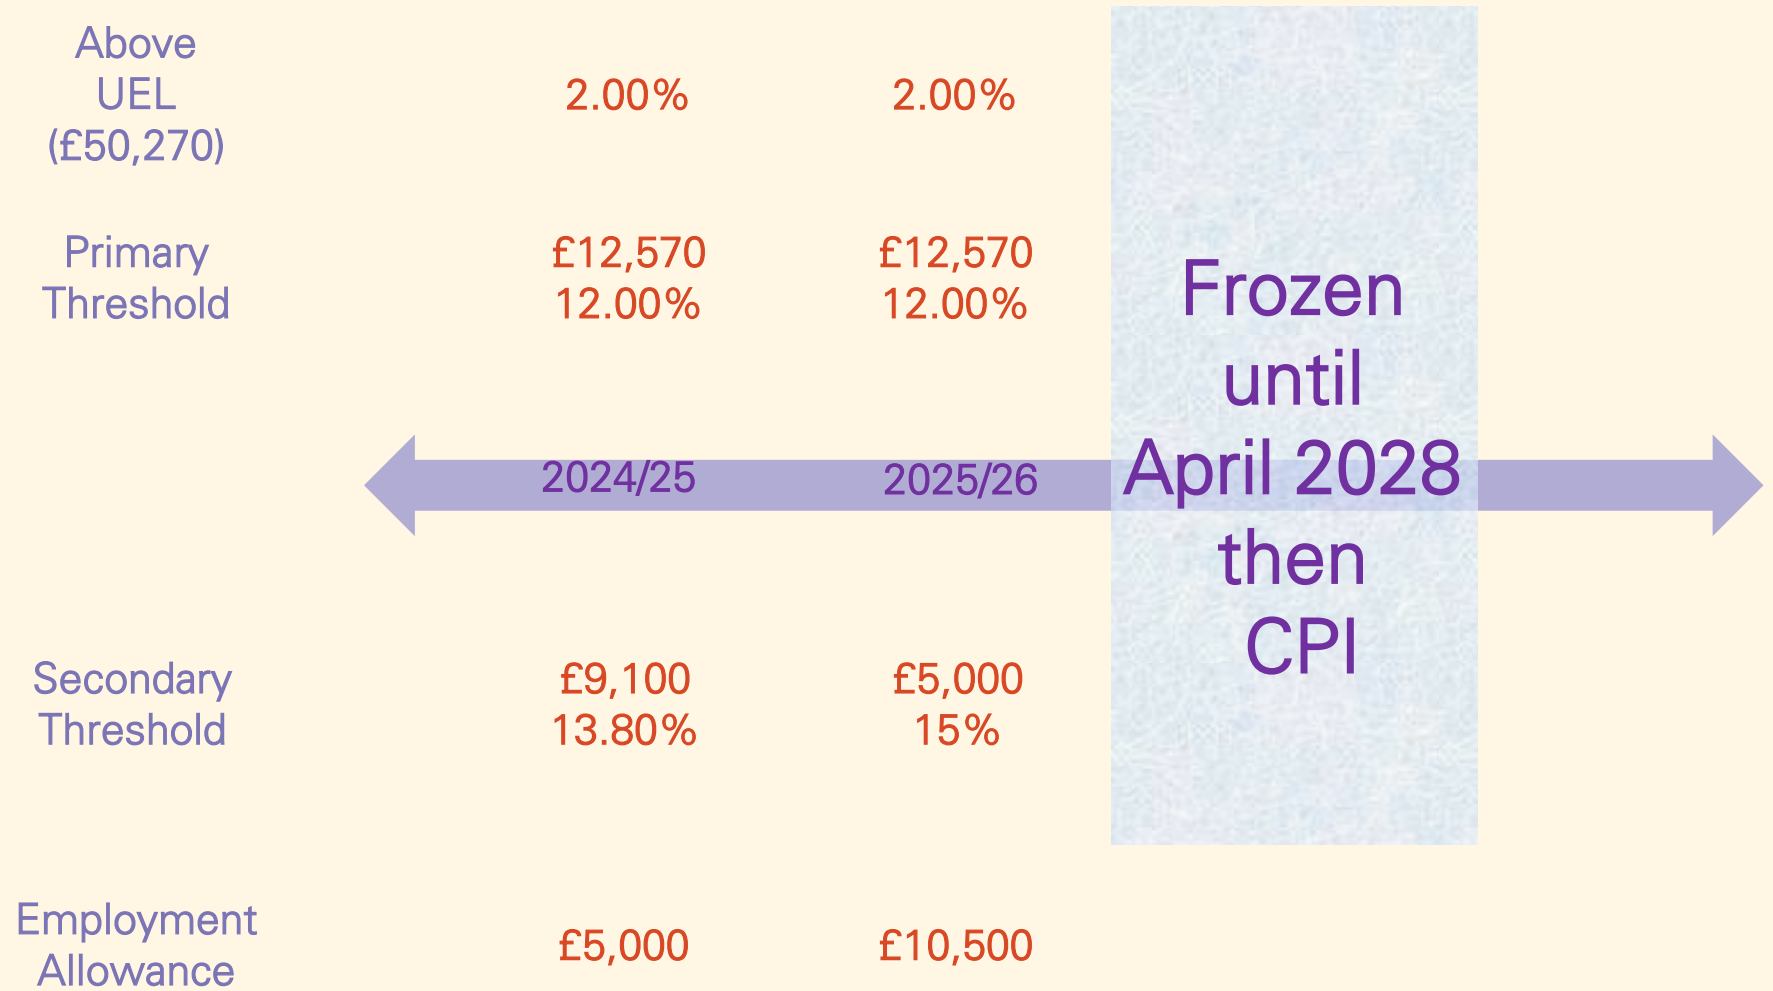 Above
UEL
(£50,270)
2.00%
2.00%
Primary
Threshold
£12,570
12.00%
£12,570
12.00%
2024/25
2025/26
Frozen
until
April 2028
then
CPI
Secondary
Threshold
£9,100
13.80%
£5,000
15%
Employment
Allowance
£5,000
£10,500